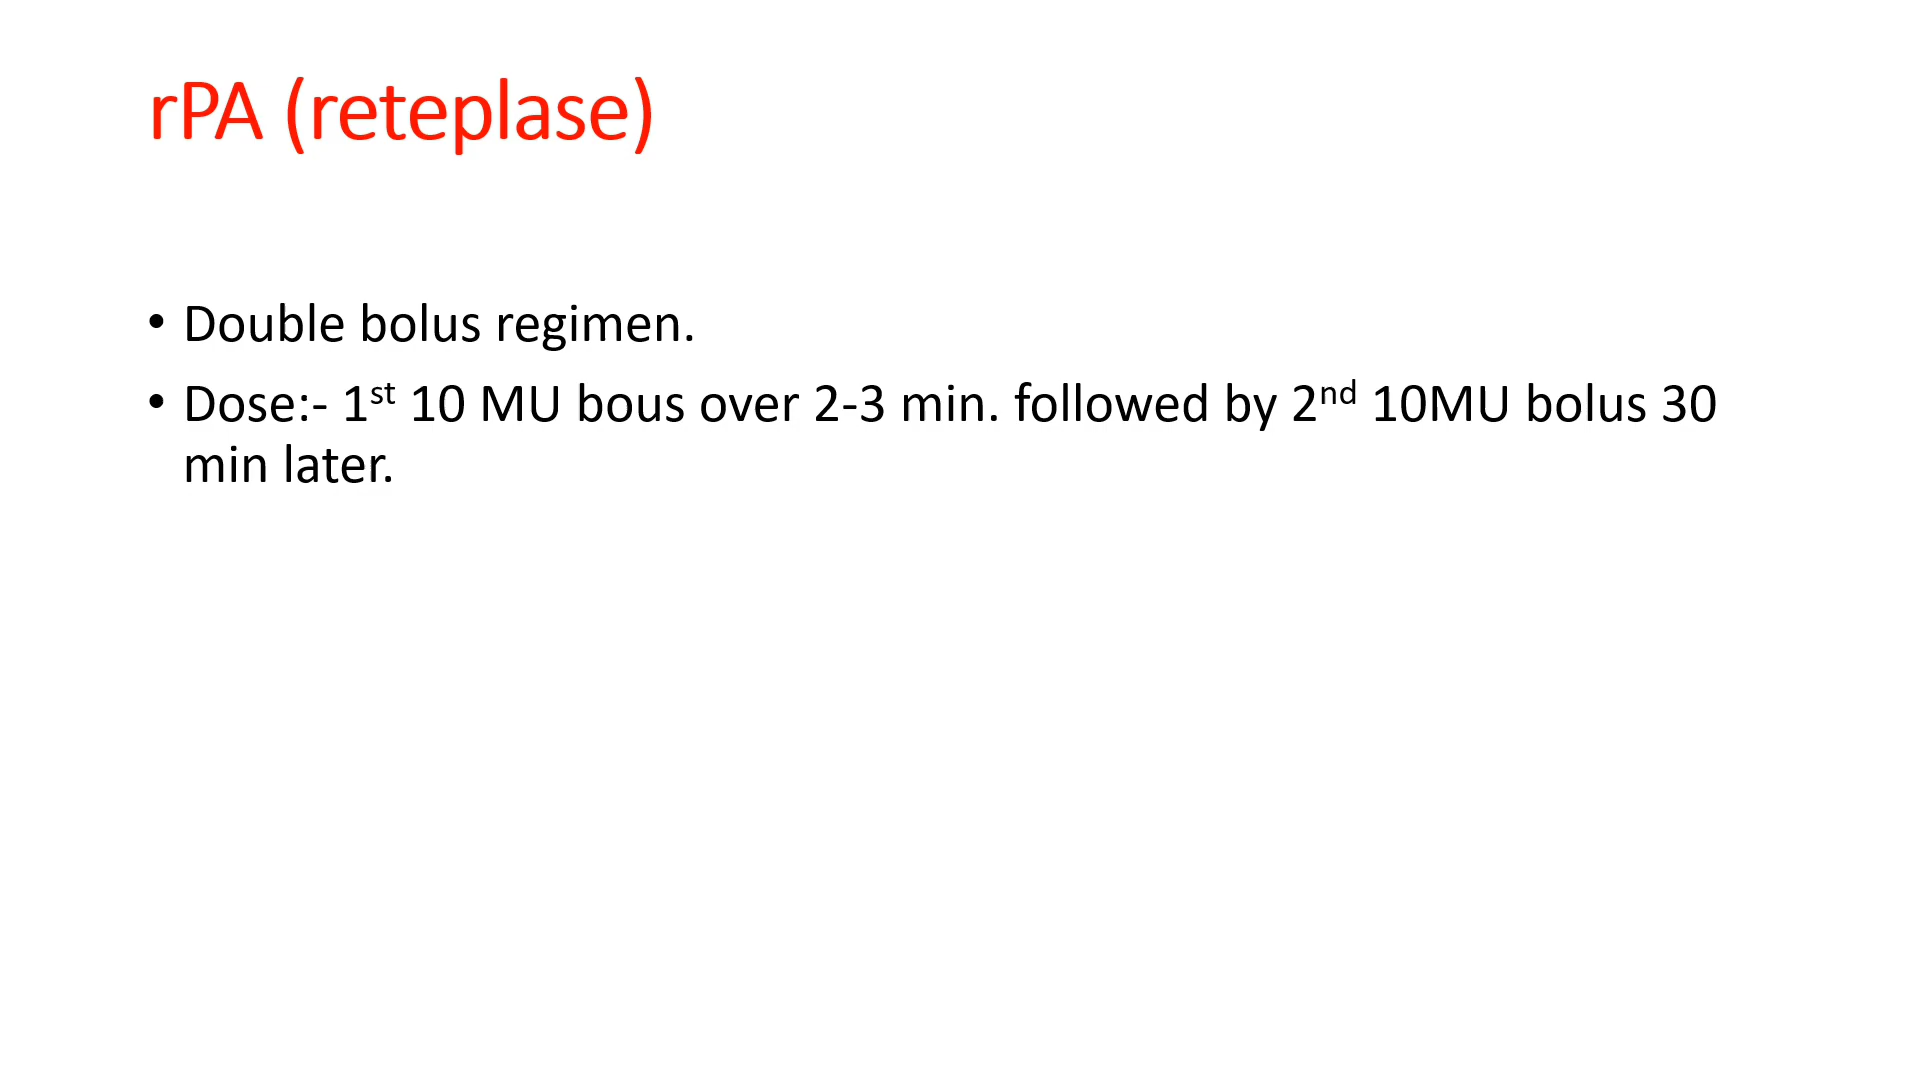 rPA (reteplase)
• Double bolus regimen.
• Dose:- 1st 10 MU bous over 2-3 min. followed by 2nd 10MU bolus 30
min later.